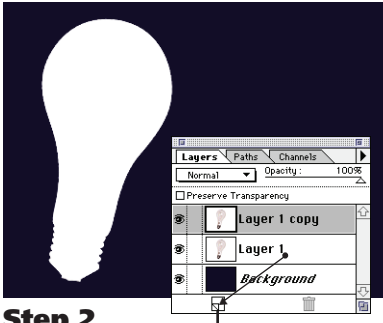 Layers Paths Channels
Normal Opacity: 100%
Preserve Transparency
Layer 1 copy
Layer 1
Background
Step 2